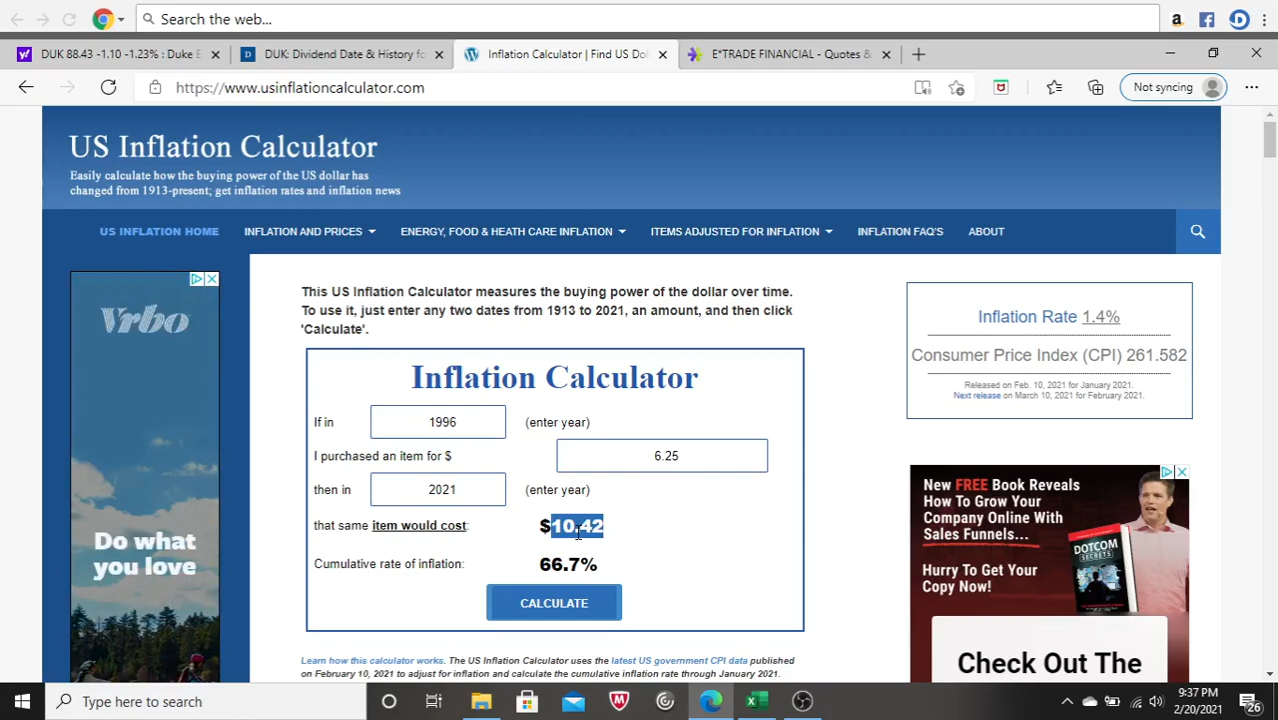 Search the web...
DUK 88.43 -1.10 -1.23% : Duke E
DUK: Dividend Date & History fo
Inflation Calculator | Find US Dol
E*TRADE FINANCIAL - Quotes &
https://www.usinflationcalculator.com
Not syncing
US Inflation Calculator
Easily calculate how the buying power of the US dollar has
changed from 1913-present; get inflation rates and inflation news
US INFLATION HOME
INFLATION AND PRICES
ENERGY, FOOD & HEATH CARE INFLATION
ITEMS ADJUSTED FOR INFLATION
INFLATION FAQ'S
ABOUT
Vrbo
Do what
you love
This US Inflation Calculator measures the buying power of the dollar over time.
To use it, just enter any two dates from 1913 to 2021, an amount, and then click
'Calculate'.
Inflation Calculator
If in 1996 (enter year)
I purchased an item for $ 6.25
then in 2021 (enter year)
that same item would cost: $10.42
Cumulative rate of inflation: 66.7%
CALCULATE
Learn how this calculator works. The US Inflation Calculator uses the latest US government CPI data published
on February 10, 2021 to adjust for inflation and calculate the cumulative inflation rate through January 2021.
Inflation Rate 1.4%
Consumer Price Index (CPI) 261.582
Released on Feb. 10, 2021 for January 2021.
Next release on March 10, 2021 for February 2021.
New FREE Book Reveals
How To Grow Your
Company Online With
Sales Funnels...
Hurry To Get Your
Copy Now!
DOTCOM
SECRETS
Check Out The
Type here to search
9:37 PM
2/20/2021
26